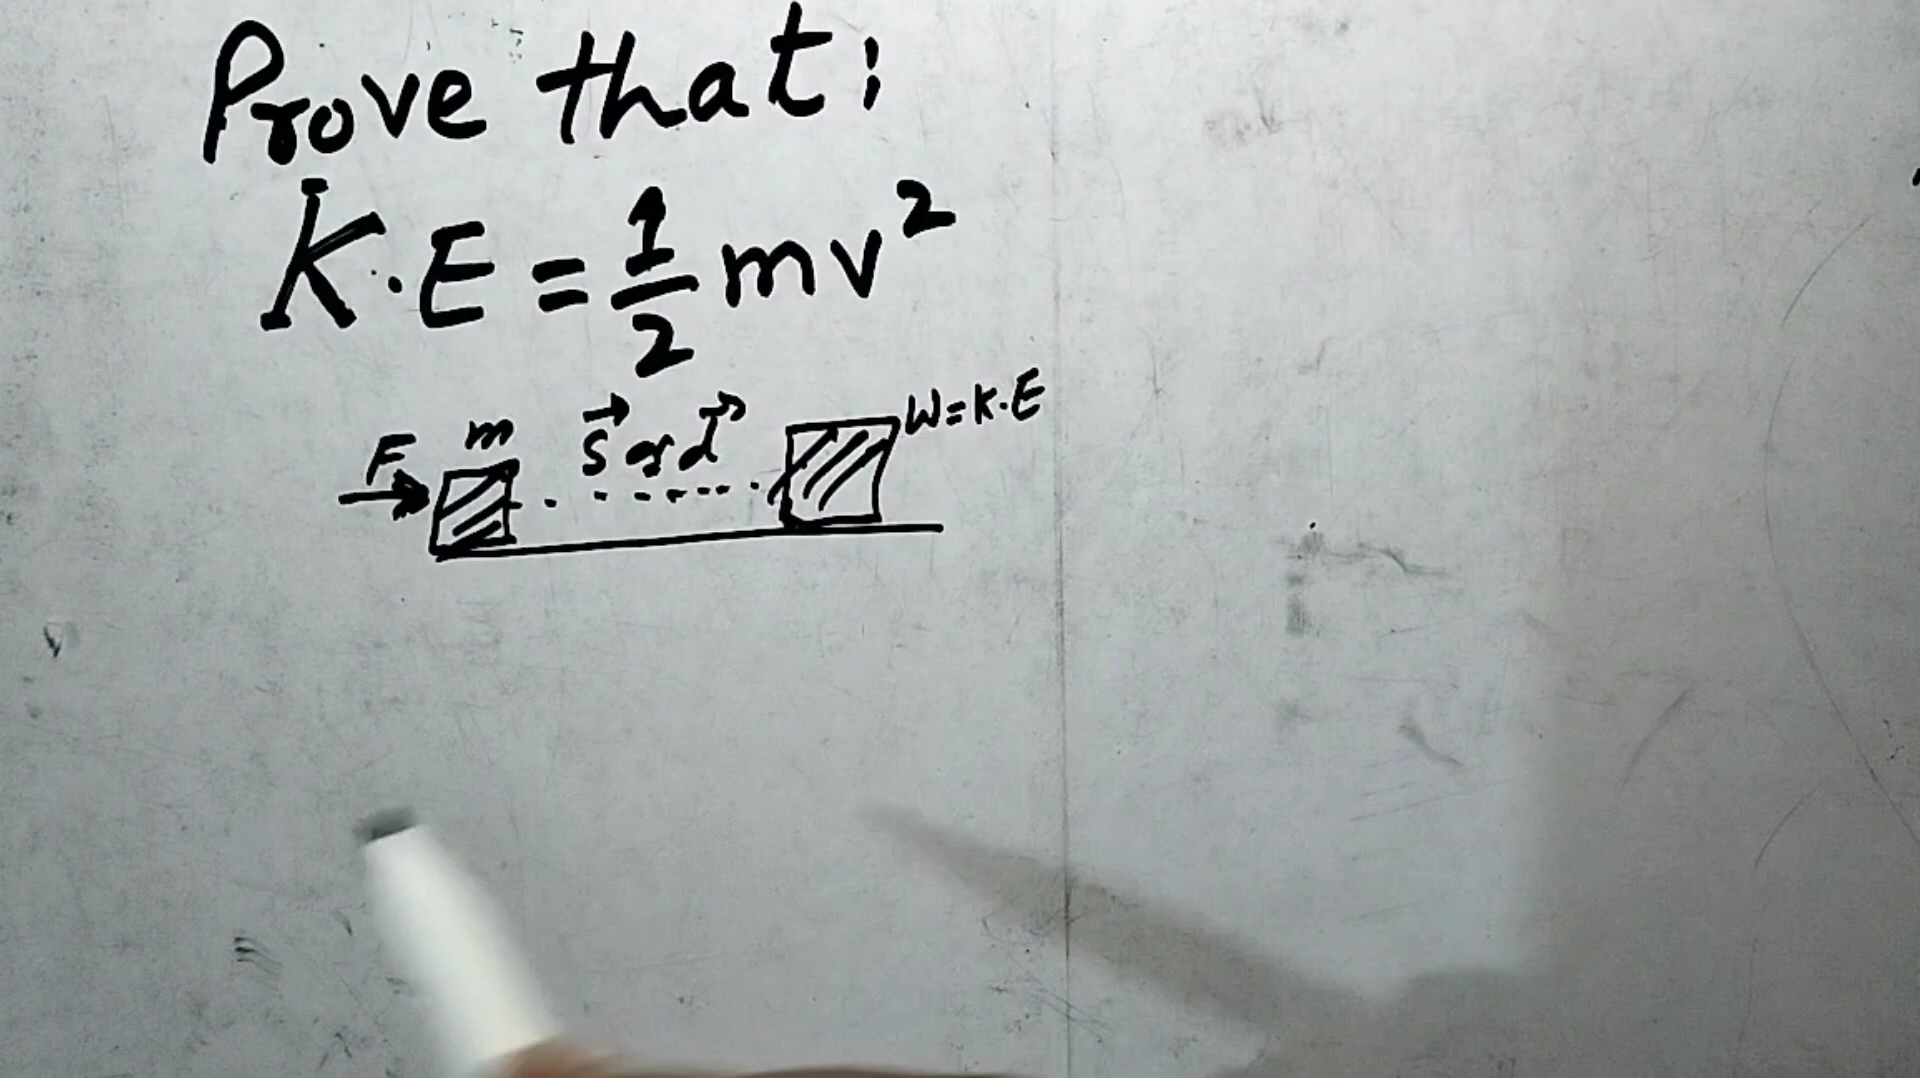 Prove that:
K·E = 1/2 mv²
F m S⃗ or d⃗ W=K·E